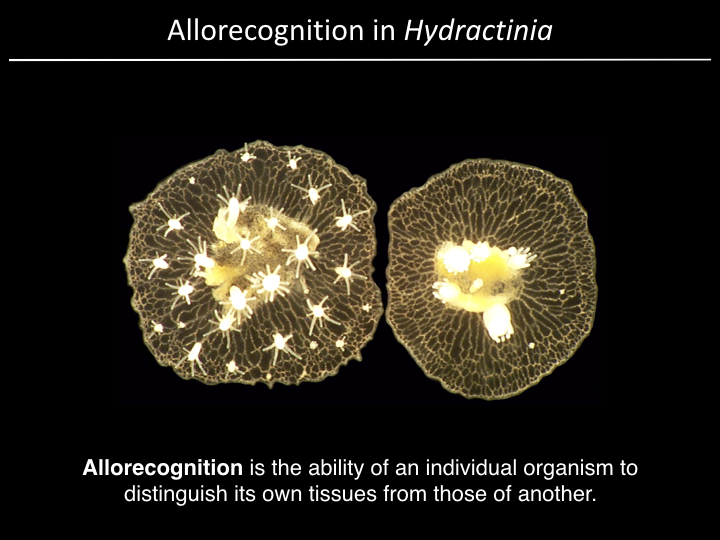 Allorecognition in Hydractinia
Allorecognition is the ability of an individual organism to
distinguish its own tissues from those of another.